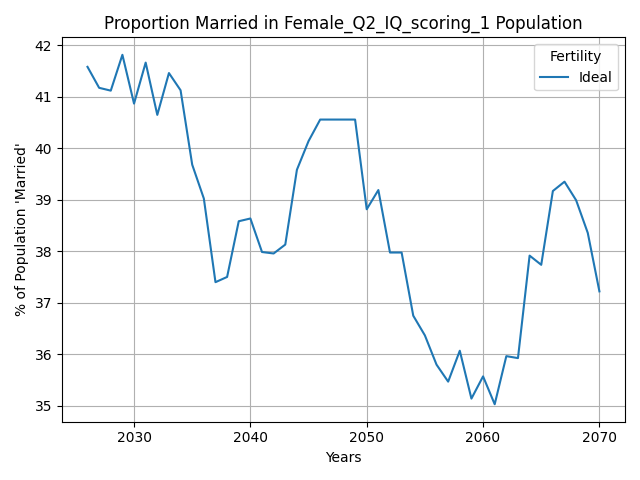 Proportion Married in Female_Q2_IQ_scoring_1 Population
% of Population 'Married'
42
41
40
39
38
37
36
35
Fertility
Ideal
2030
2040
2050
2060
2070
Years